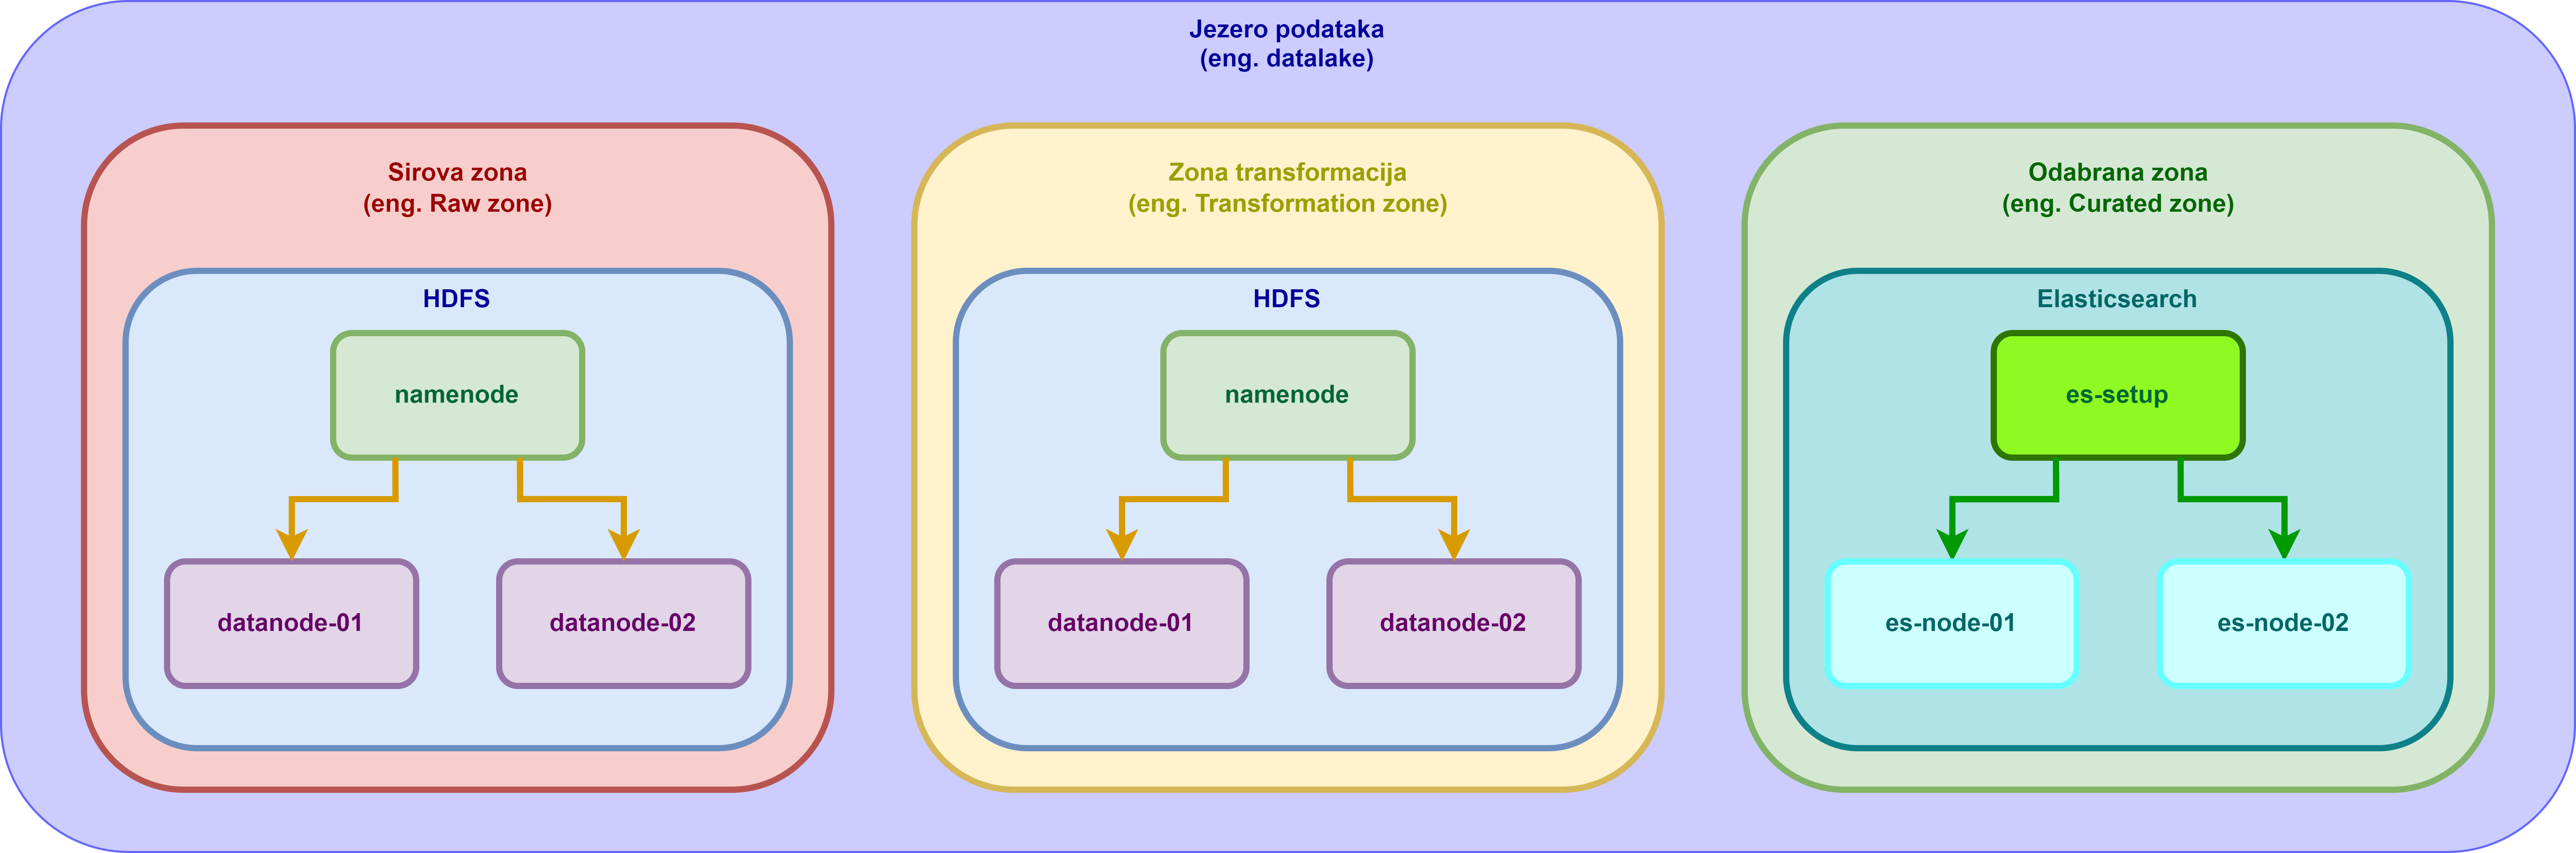 Jezero podataka
(eng. datalake)
Sirova zona
(eng. Raw zone)
HDFS
namenode
datanode-01
datanode-02
Zona transformacija
(eng. Transformation zone)
HDFS
namenode
datanode-01
datanode-02
Odabrana zona
(eng. Curated zone)
Elasticsearch
es-setup
es-node-01
es-node-02